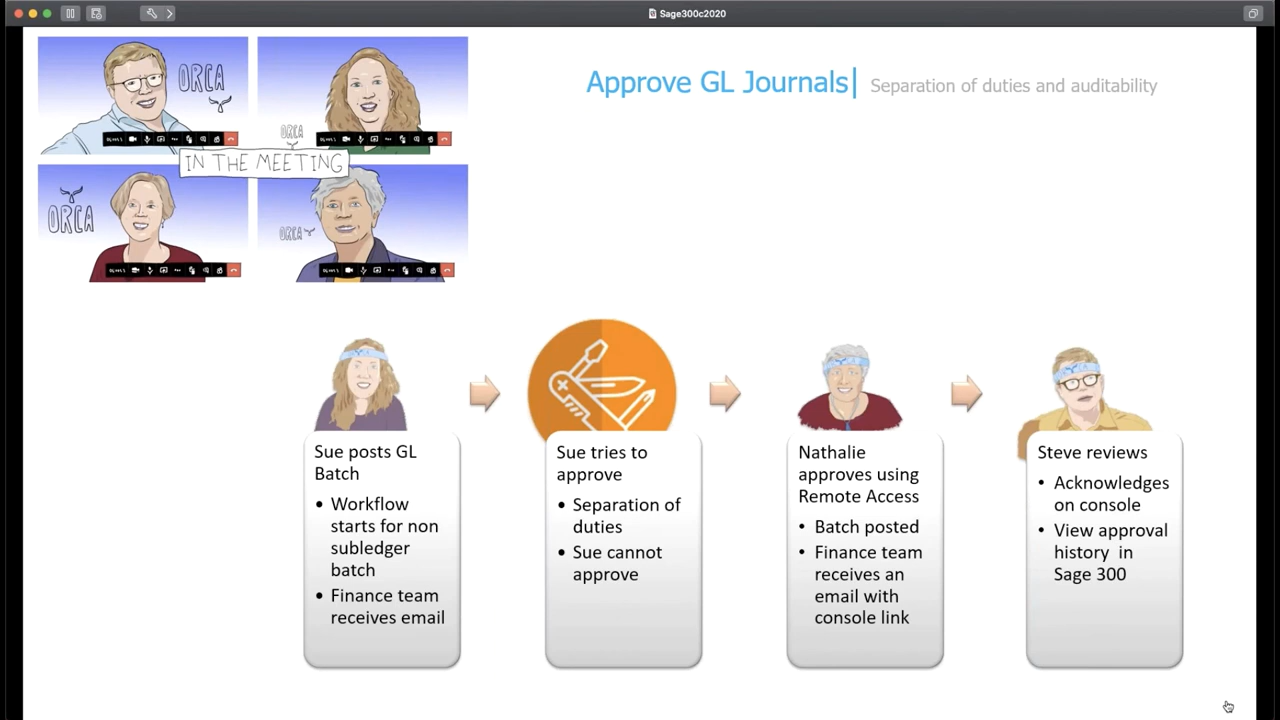 Sage300c2020
ORCA
ORCA
IN THE MEETING
ORCA
ORCA
Approve GL Journals| Separation of duties and auditability
Sue posts GL
Batch
• Workflow
starts for non
subledger
batch
• Finance team
receives email
Sue tries to
approve
• Separation of
duties
• Sue cannot
approve
Nathalie
approves using
Remote Access
• Batch posted
• Finance team
receives an
email with
console link
Steve reviews
• Acknowledges
on console
• View approval
history in
Sage 300